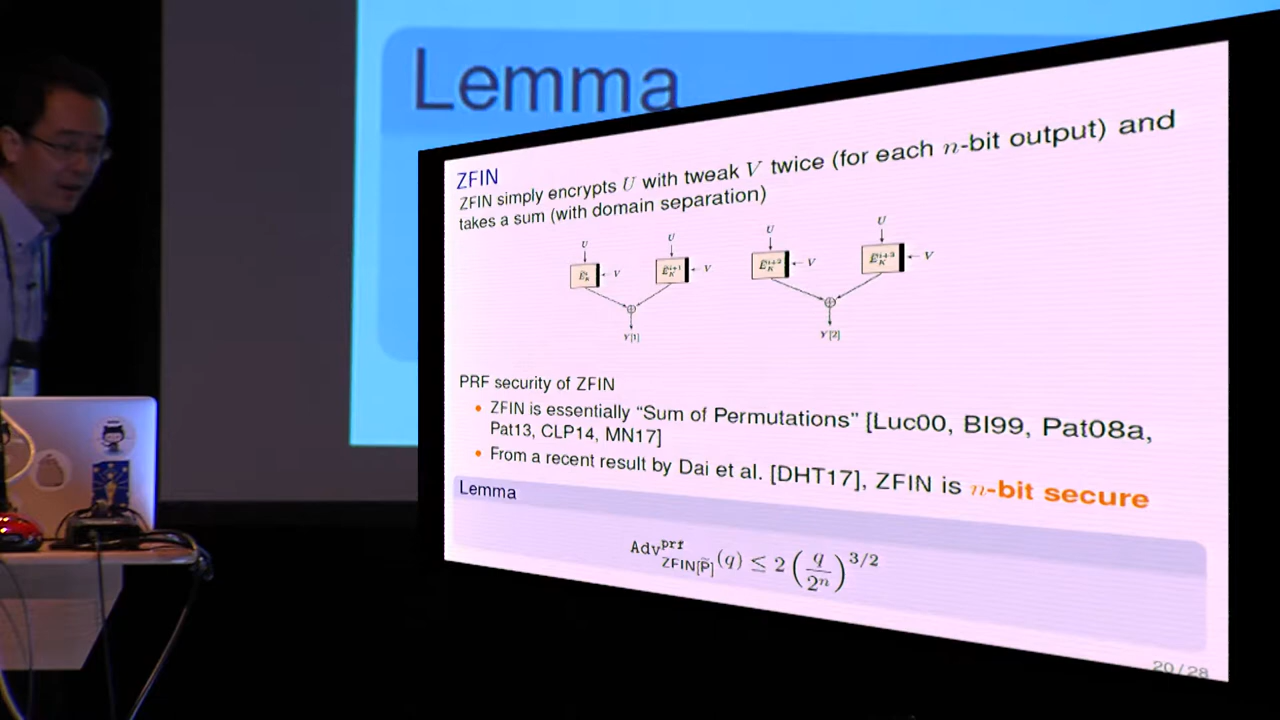 Lemma
ZFIN
ZFIN simply encrypts U with tweak V twice (for each n-bit output) and
takes a sum (with domain separation)
U U U U
V V V V
Y[1] Y[2]
PRF security of ZFIN
• ZFIN is essentially “Sum of Permutations” [Luc00, BI99, Pat08a,
Pat13, CLP14, MN17]
• From a recent result by Dai et al. [DHT17], ZFIN is n-bit secure
Lemma
Adv^prf_ZFIN[P̃](q) ≤ 2 (q/2^n)^3/2
20 / 28